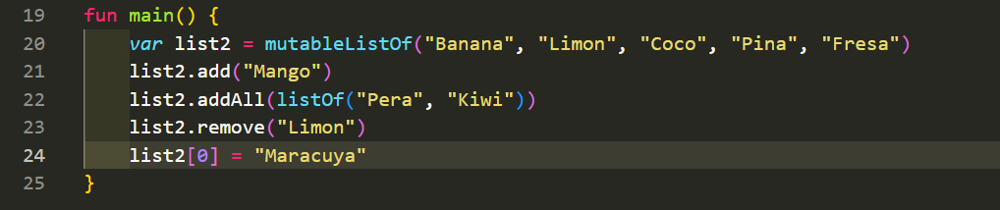 19 fun main() {
20 var list2 = mutableListOf("Banana", "Limon", "Coco", "Pina", "Fresa")
21 list2.add("Mango")
22 list2.addAll(listOf("Pera", "Kiwi"))
23 list2.remove("Limon")
24 list2[0] = "Maracuya"
25 }